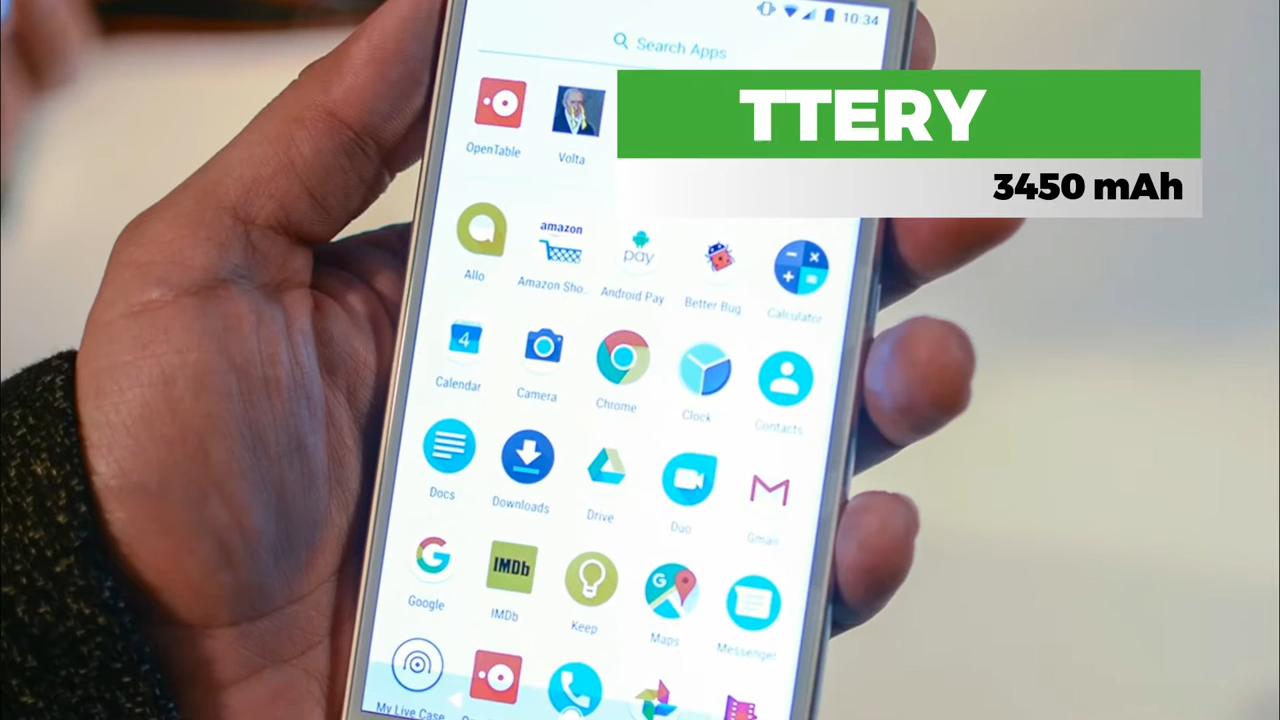 10:34
Search Apps
TTERY
3450 mAh
OpenTable
Volta
amazon
pay
Allo
Amazon Sho..
Android Pay
Better Bug
Calculator
4
Calendar
Camera
Chrome
Clock
Contacts
Docs
Downloads
Drive
Duo
Gmail
G
IMDb
G
Google
IMDb
Keep
Maps
Messenger
My Live Case